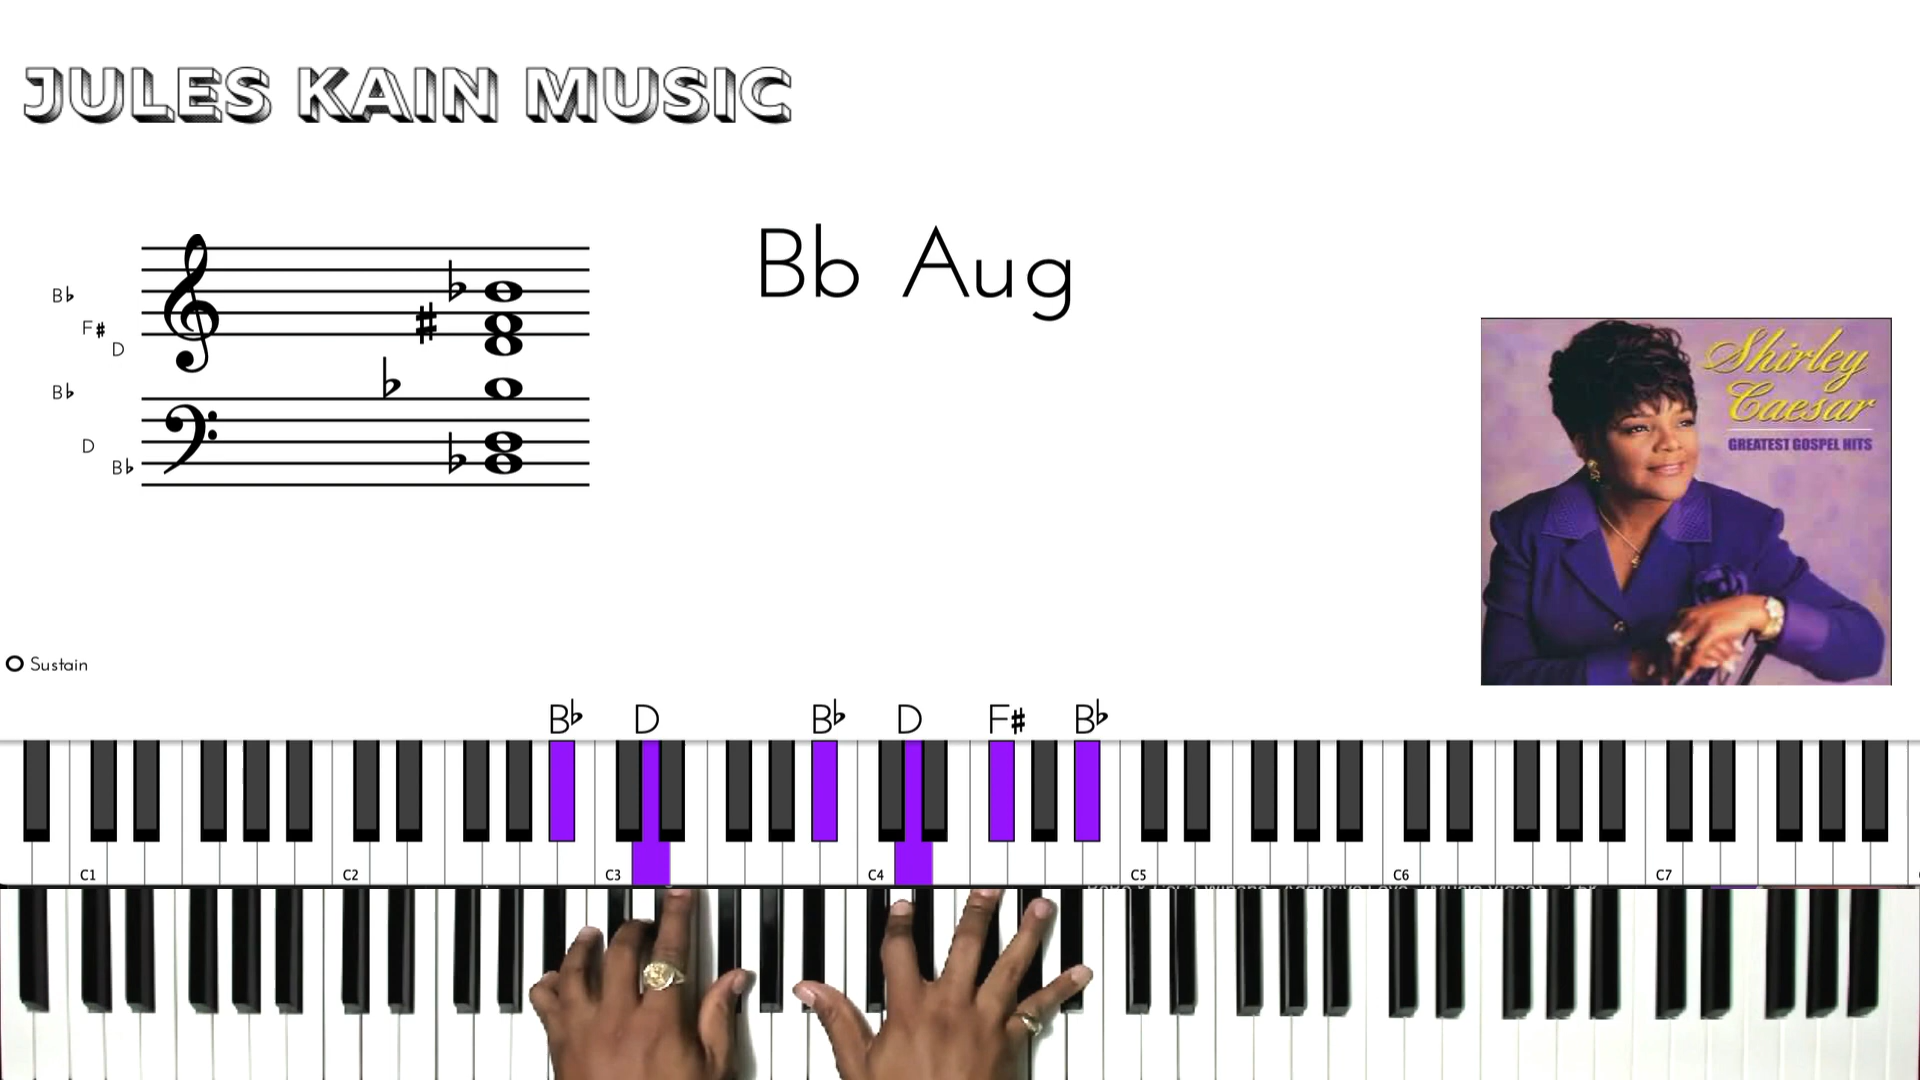 JULES KAIN MUSIC
Bb Aug
B♭
F♯
D
B♭
D
B♭
Shirley
Caesar
GREATEST GOSPEL HITS
Sustain
B♭ D B♭ D F♯ B♭
C1 C2 C3 C4 C5 C6 C7